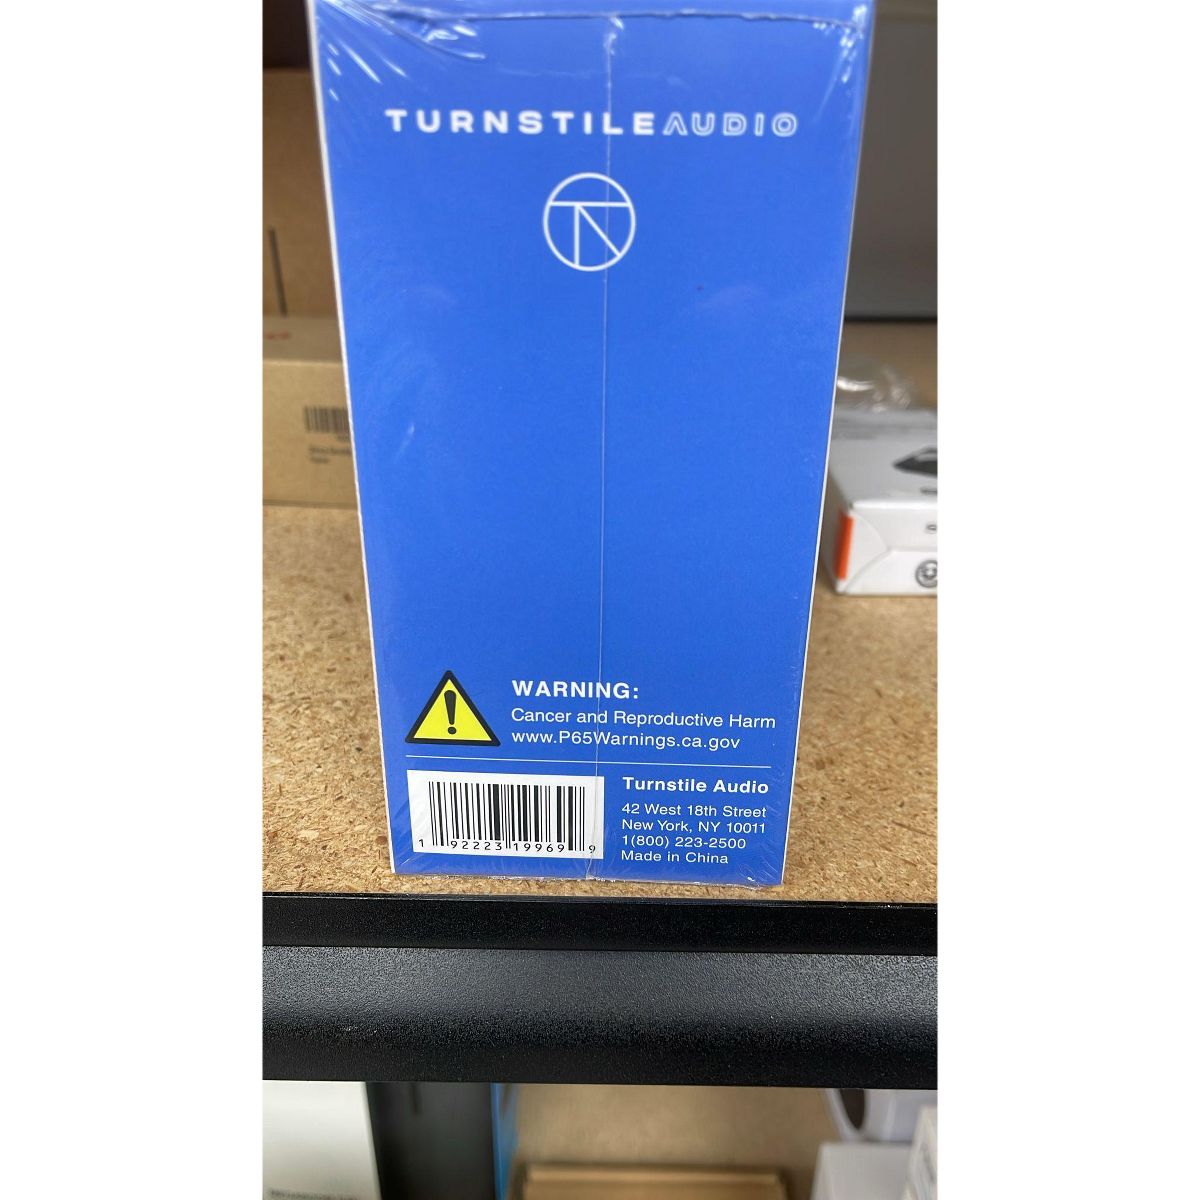 TURNSTILEAUDIO
WARNING:
Cancer and Reproductive Harm
www.P65Warnings.ca.gov
Turnstile Audio
42 West 18th Street
New York, NY 10011
1(800) 223-2500
Made in China
1 92223 19969 9